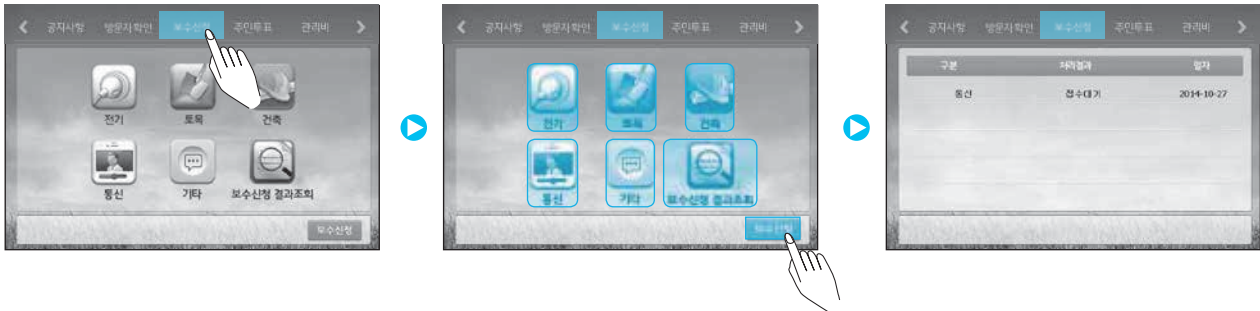 공지사항 방문자확인 보수신청 주민투표 관리비
전기 토목 건축
통신 기타 보수신청 결과조회
보수신청
공지사항 방문자확인 보수신청 주민투표 관리비
전기 토목 건축
통신 기타 보수신청 결과조회
보수신청
공지사항 방문자확인 보수신청 주민투표 관리비
구분 처리결과 일자
통신 접수대기 2014-10-27